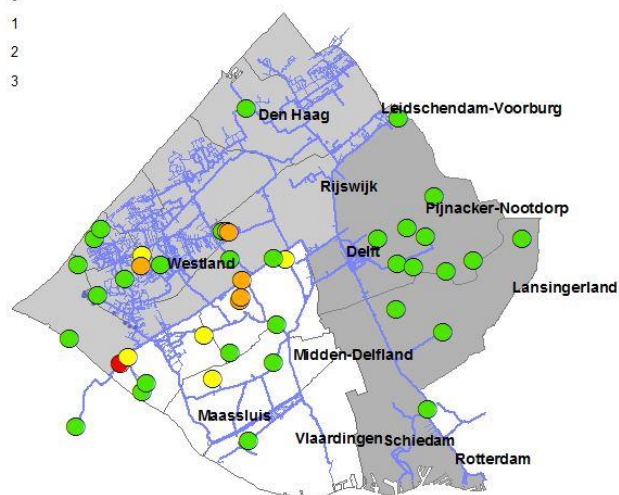 1
2
3
Den Haag
Leidschendam-Voorburg
Rijswijk
Pijnacker-Nootdorp
Westland
Delft
Lansingerland
Midden-Delfland
Maassluis
Vlaardingen
Schiedam
Rotterdam